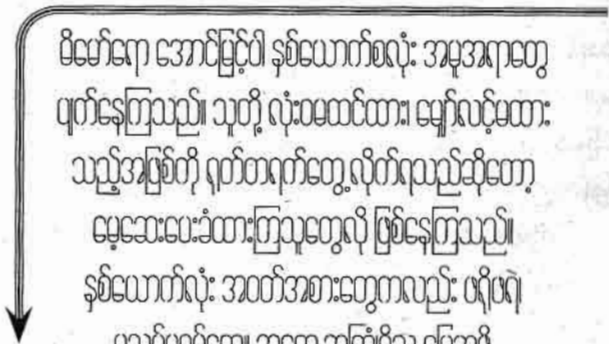 မိမော်ရော အောင်မြင့်ပါ နှစ်ယောက်စလုံး အမူအရာတွေ
ပျက်နေကြသည်။ သူတို့ လုံးဝမထင်ထား၊ မျှော်လင့်မထား
သည့်အဖြစ်ကို ရုတ်တရက်တွေ့လိုက်ရသည်ဆိုတော့
မေ့ဆေးပေးခံထားကြသူတွေလို ဖြစ်နေကြသည်။
နှစ်ယောက်လုံး အဝတ်အစားတွေကလည်း ဖရိုဖရဲ၊